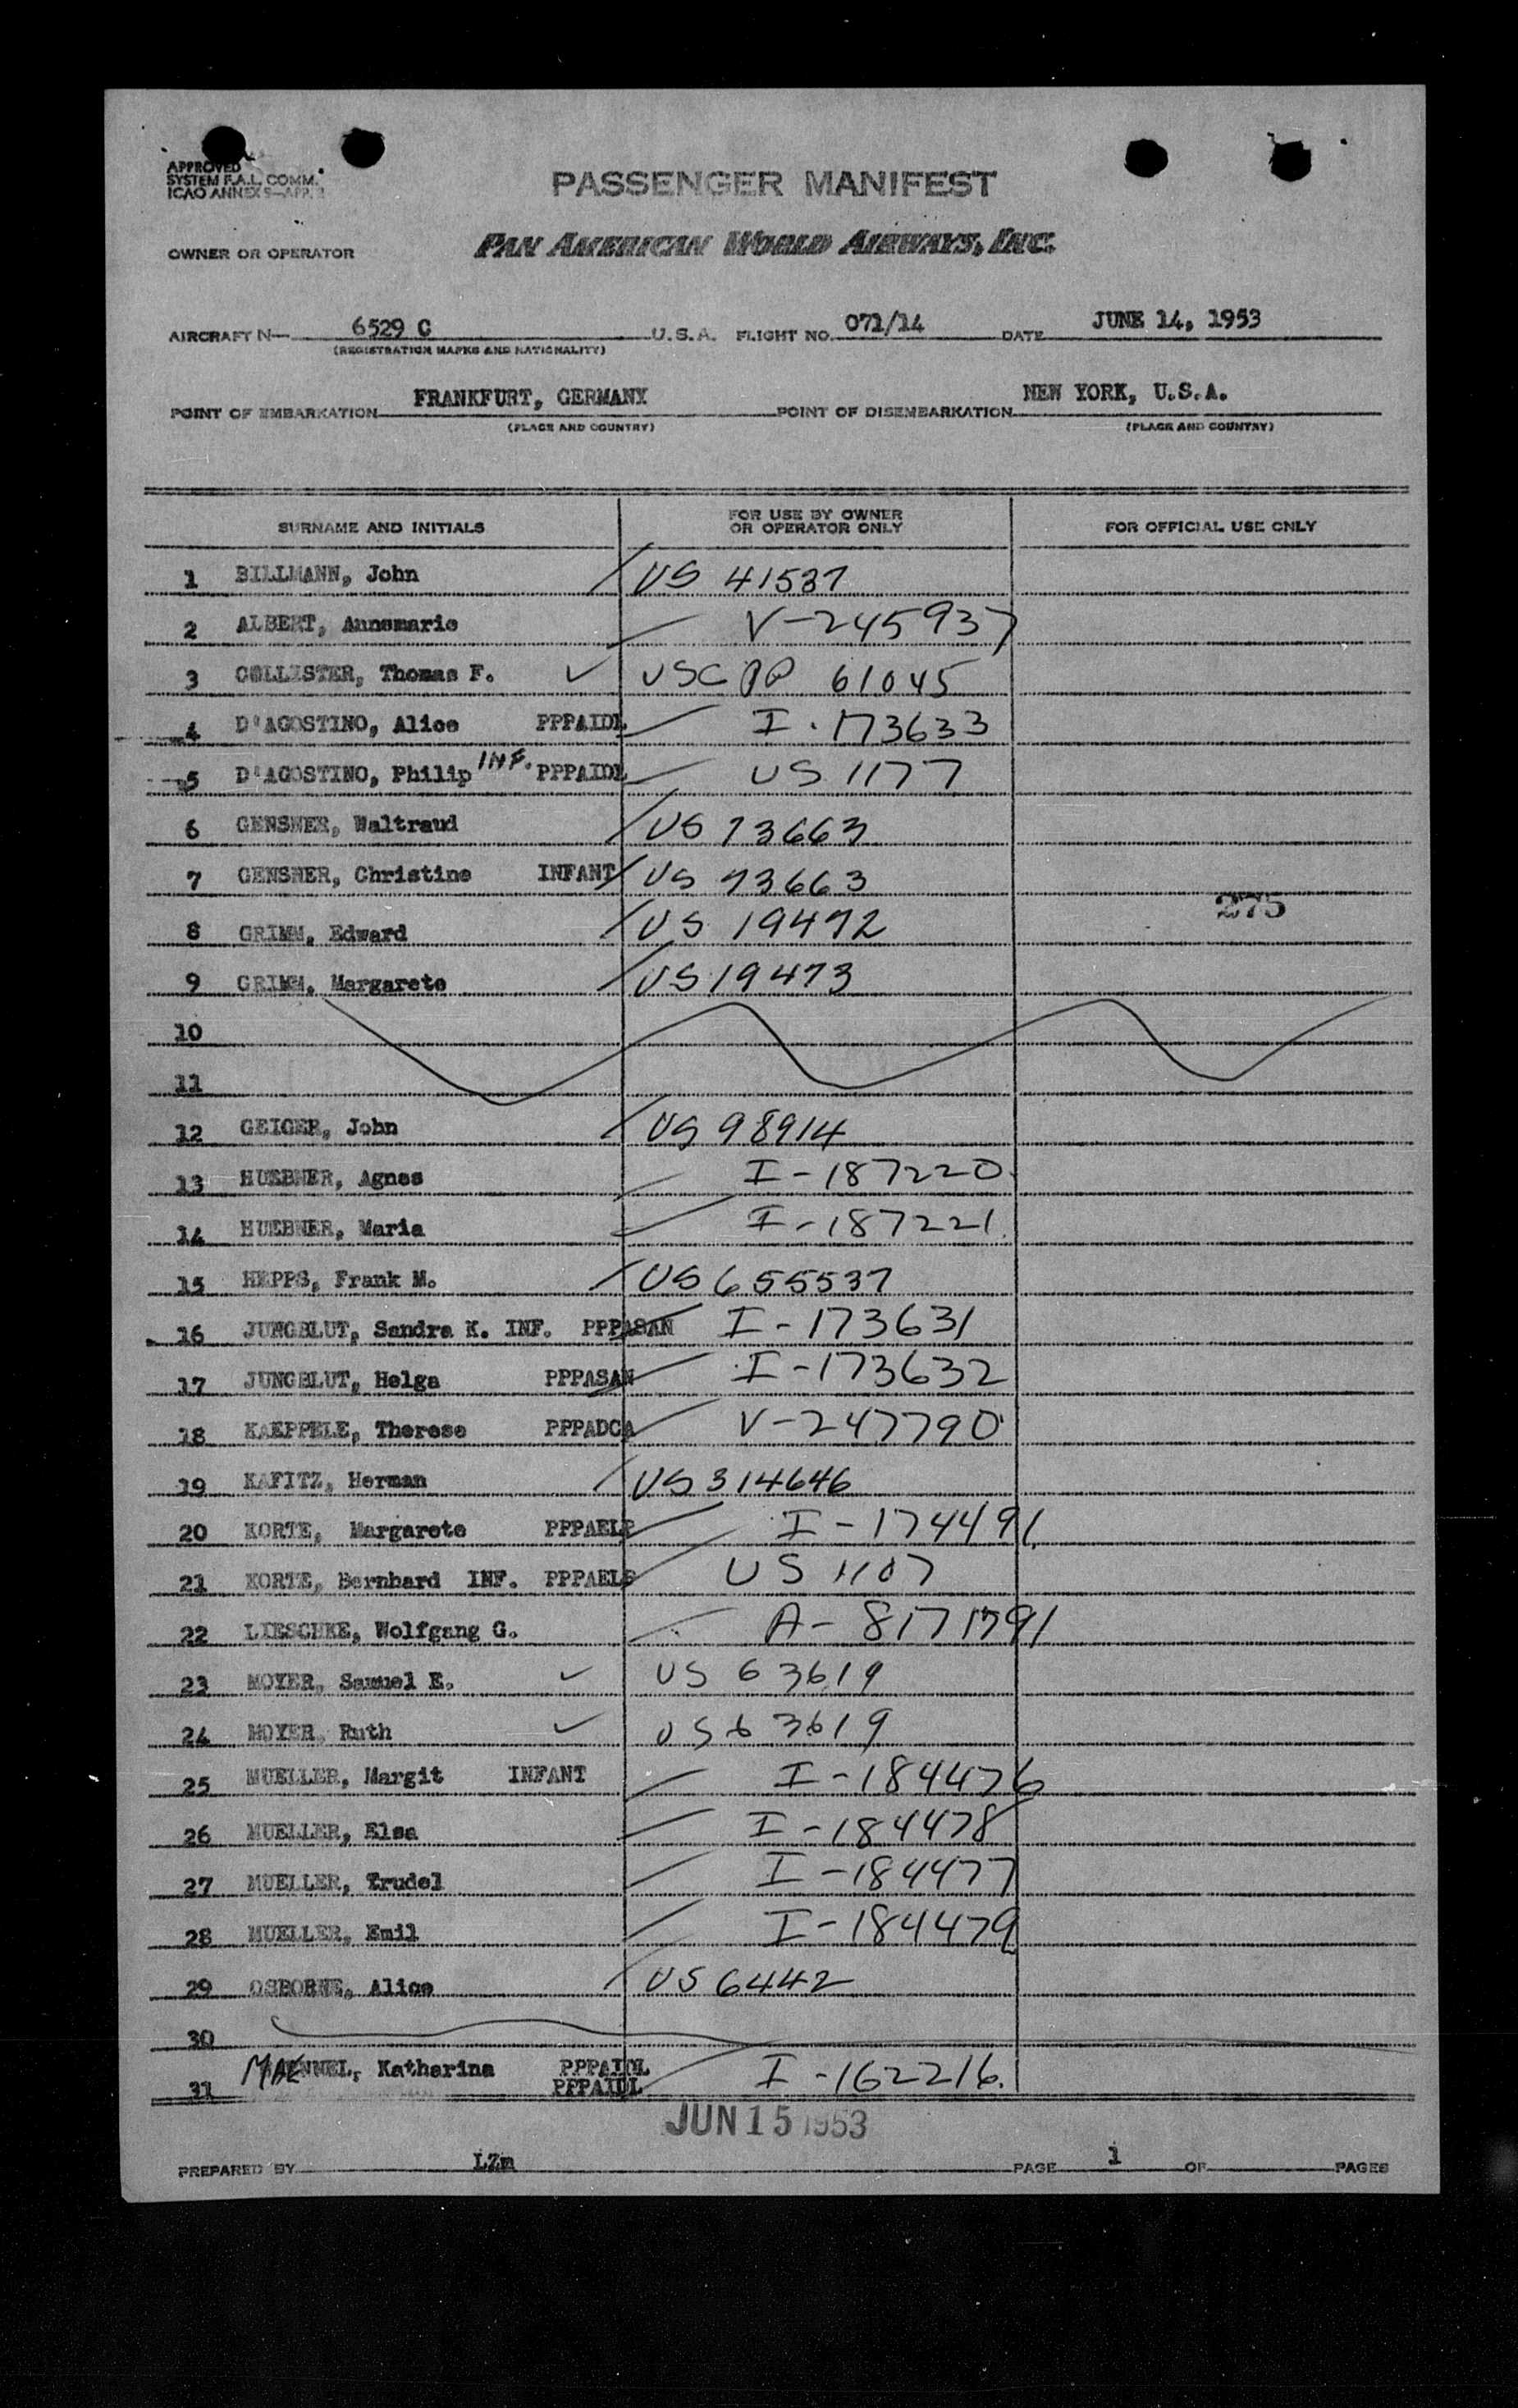 APPROVED
SYSTEM F.A.L. COMM.
ICAO ANNEX 9—APP.
PASSENGER MANIFEST
OWNER OR OPERATOR PAN AMERICAN WORLD AIRWAYS, INC.
AIRCRAFT N— 6529 C U.S.A. FLIGHT NO. 071/14 DATE JUNE 14, 1953
(REGISTRATION MARKS AND NATIONALITY)
POINT OF EMBARKATION FRANKFURT, GERMANY POINT OF DISEMBARKATION NEW YORK, U.S.A.
(PLACE AND COUNTRY) (PLACE AND COUNTRY)
SURNAME AND INITIALS FOR USE BY OWNER OR OPERATOR ONLY FOR OFFICIAL USE ONLY
1 BILLMANN, John US 41537
2 ALBERT, Annemarie V-245937
3 COLLISTER, Thomas F. USC PP 61045
4 D'AGOSTINO, Alice PPPAIDL I-173633
5 D'AGOSTINO, Philip INF. PPPAIDL US 1177
6 GENSNER, Waltraud US 73663
7 GENSNER, Christine INFANT US 73663
275
8 GRIMM, Edward US 19472
9 GRIMM, Margarete US 19473
10
11
12 GEIGER, John US 98914
13 HUEBNER, Agnes I-187220
14 HUEBNER, Maria I-187221
15 HEPPS, Frank M. US 655537
16 JUNGBLUT, Sandra K. INF. PPPASAN I-173631
17 JUNGBLUT, Helga PPPASAN I-173632
18 KAEPPELE, Therese PPPADCA V-247790
19 KAFITZ, Herman US 314646
20 KORTE, Margarete PPPAELP I-174491
21 KORTE, Bernhard INF. PPPAELP US 1107
22 LIESCHKE, Wolfgang G. A-8171791
23 MOYER, Samuel E. US 63619
24 MOYER, Ruth US 63619
25 MUELLER, Margit INFANT I-184476
26 MUELLER, Elsa I-184478
27 MUELLER, Trudel I-184477
28 MUELLER, Emil I-184479
29 OSBORNE, Alice US 6442
30
31 MAENNEL, Katharina PPPAIDL I-162216.
PPPAIDL
JUN 15 1953
PREPARED BY LZm PAGE 1 OF PAGES